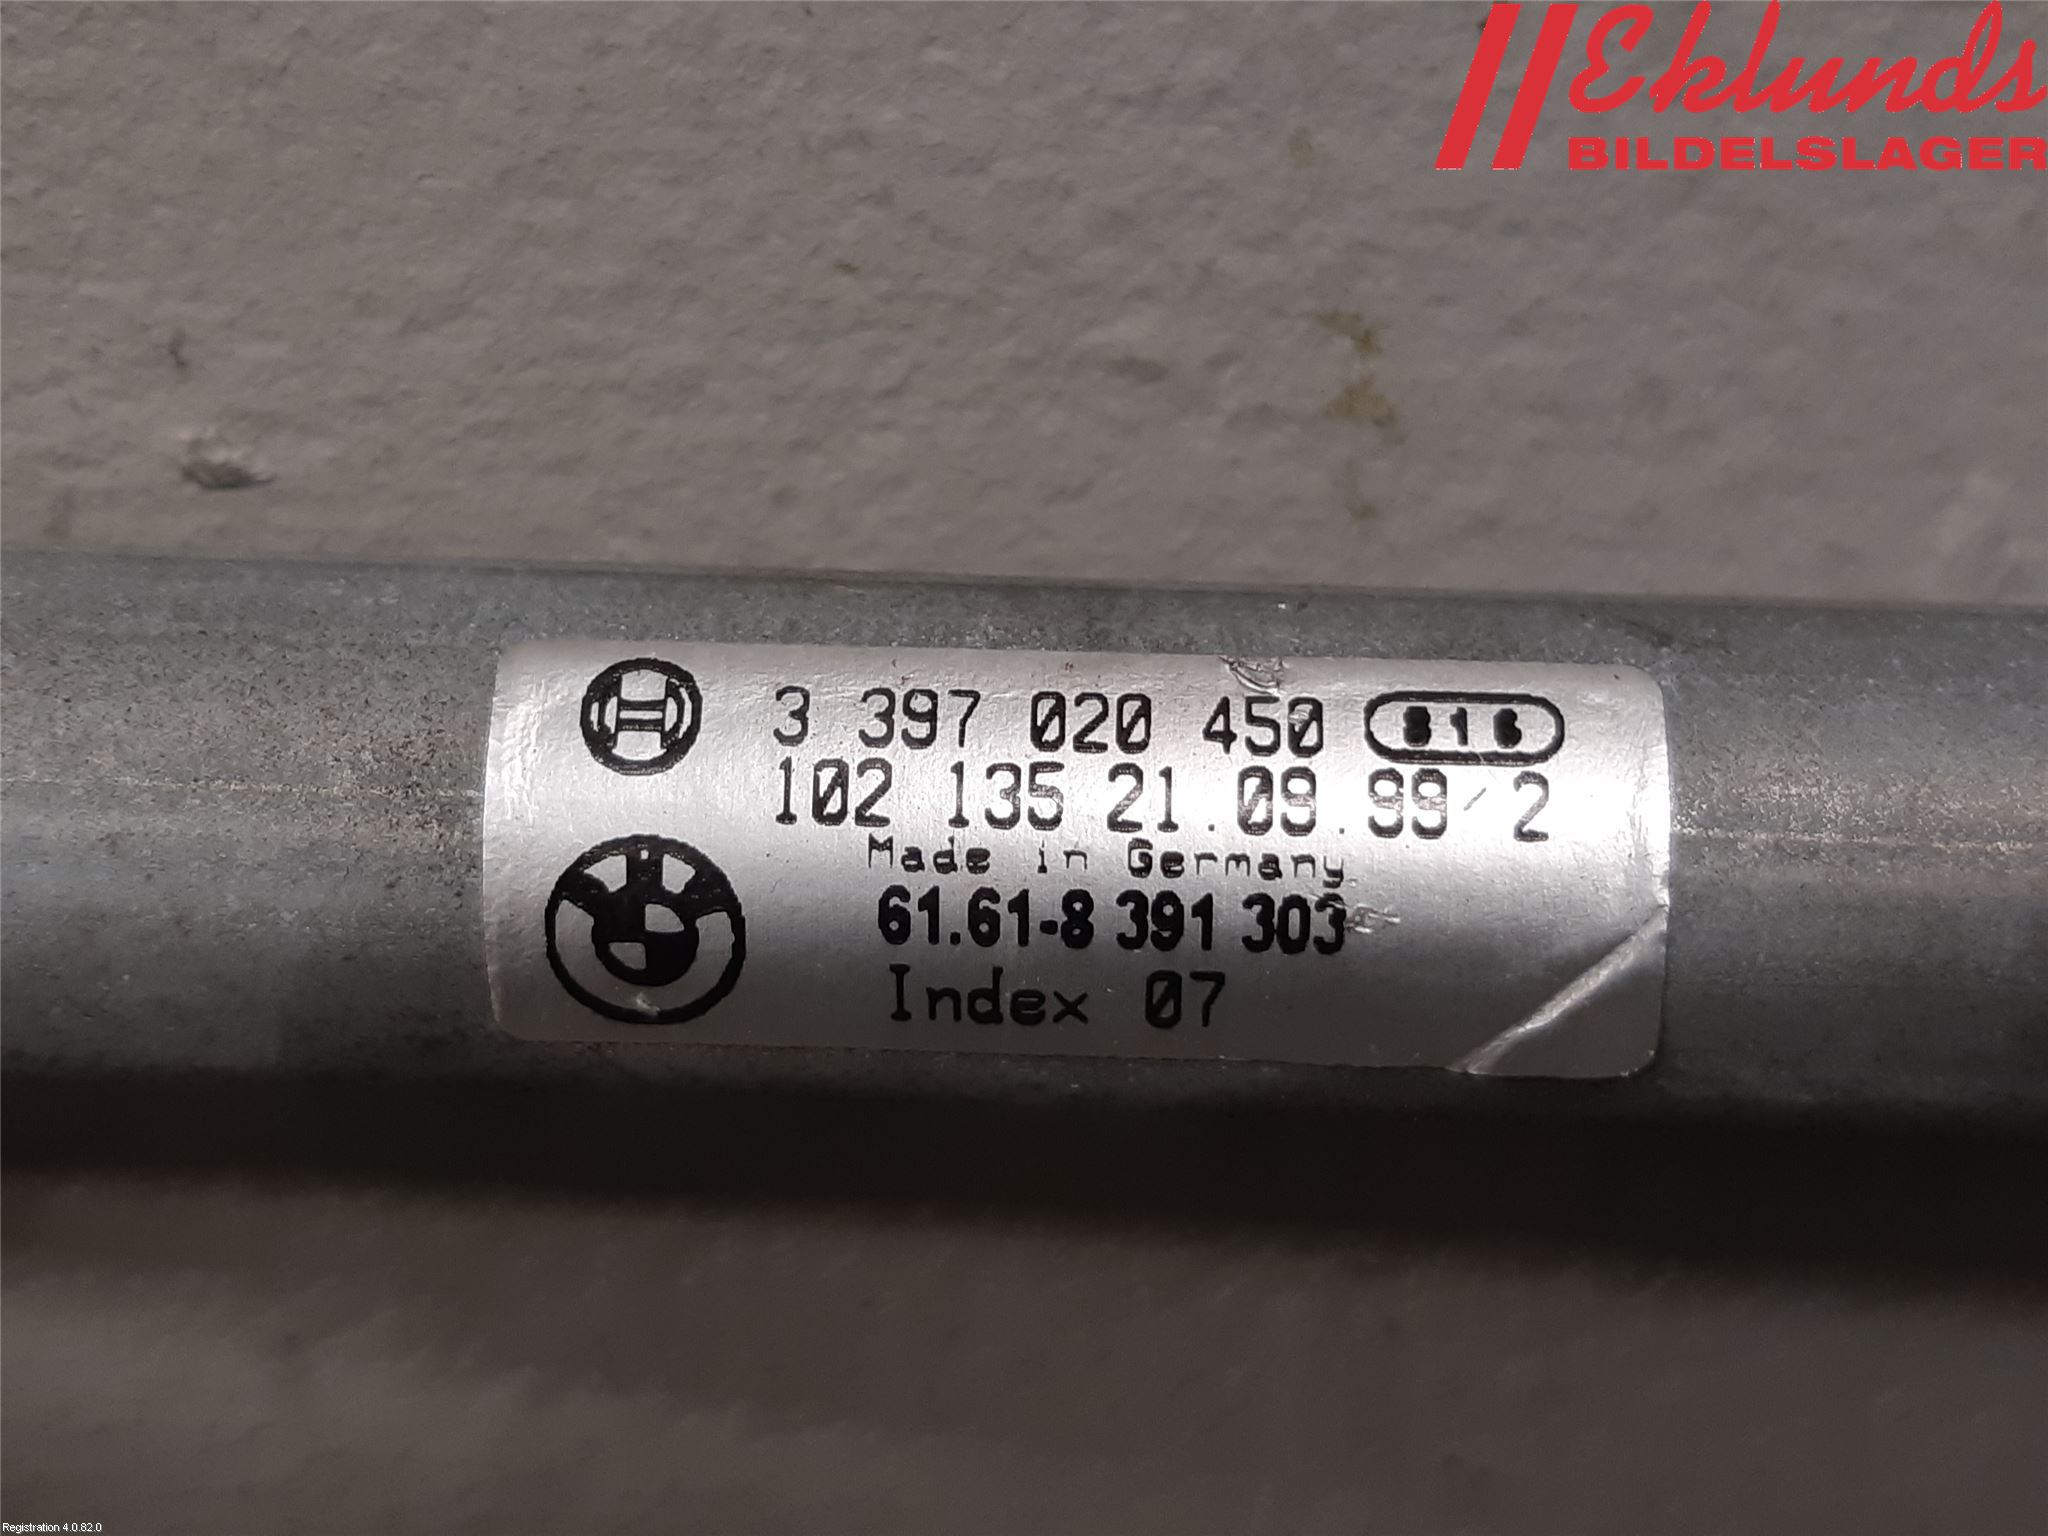 Eklunds
BILDELSLAGER
3 397 020 450 816
102 135 21.09.99 2
Made in Germany
61.61-8 391 303
Index 07
Registration 4.0.82.0